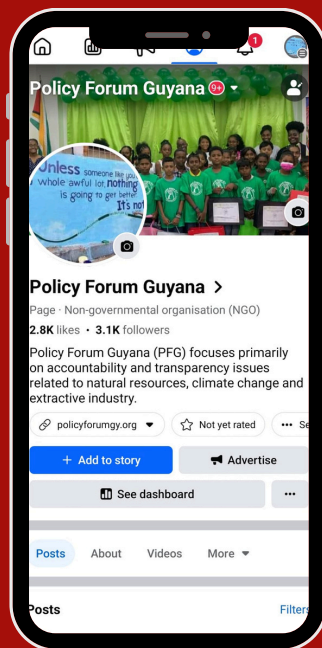 1
Policy Forum Guyana 9+
Unless someone like you
whole awful lot, nothing
is going to get better.
It's not
Policy Forum Guyana >
Page · Non-governmental organisation (NGO)
2.8K likes • 3.1K followers
Policy Forum Guyana (PFG) focuses primarily
on accountability and transparency issues
related to natural resources, climate change and
extractive industry.
policyforumgy.org Not yet rated ••• Se
+ Add to story Advertise
See dashboard •••
Posts About Videos More
Posts Filters